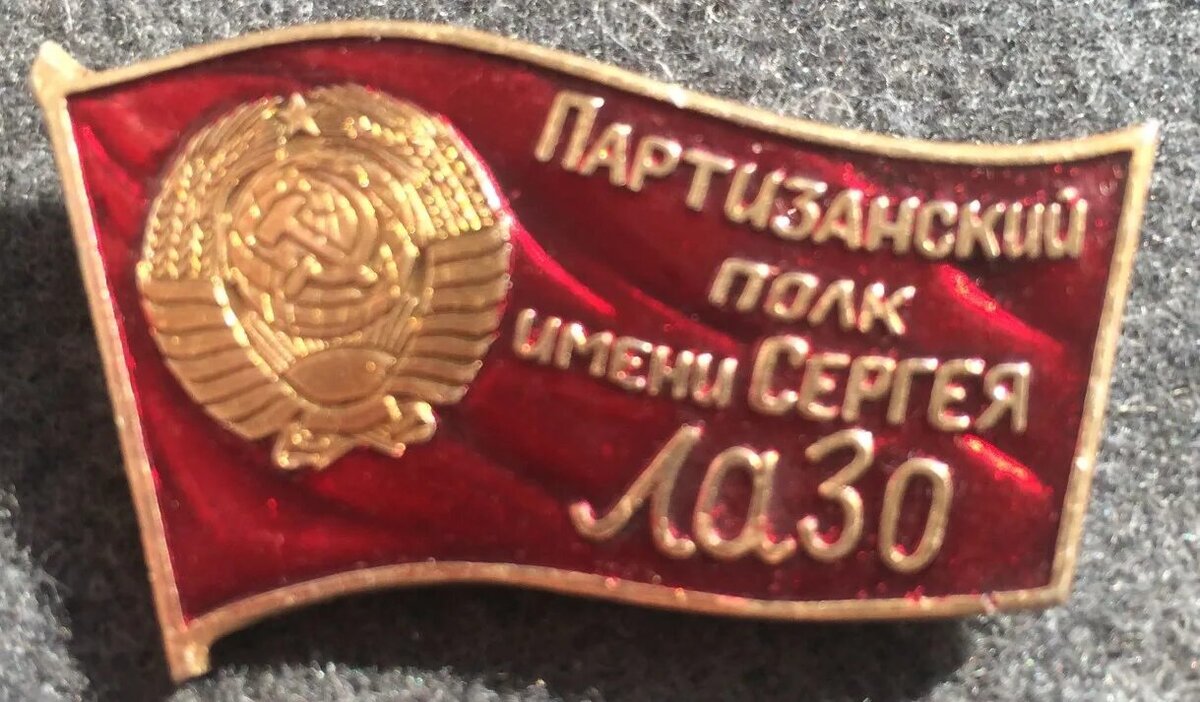 Партизанский
полк
имени Сергея
Лазо